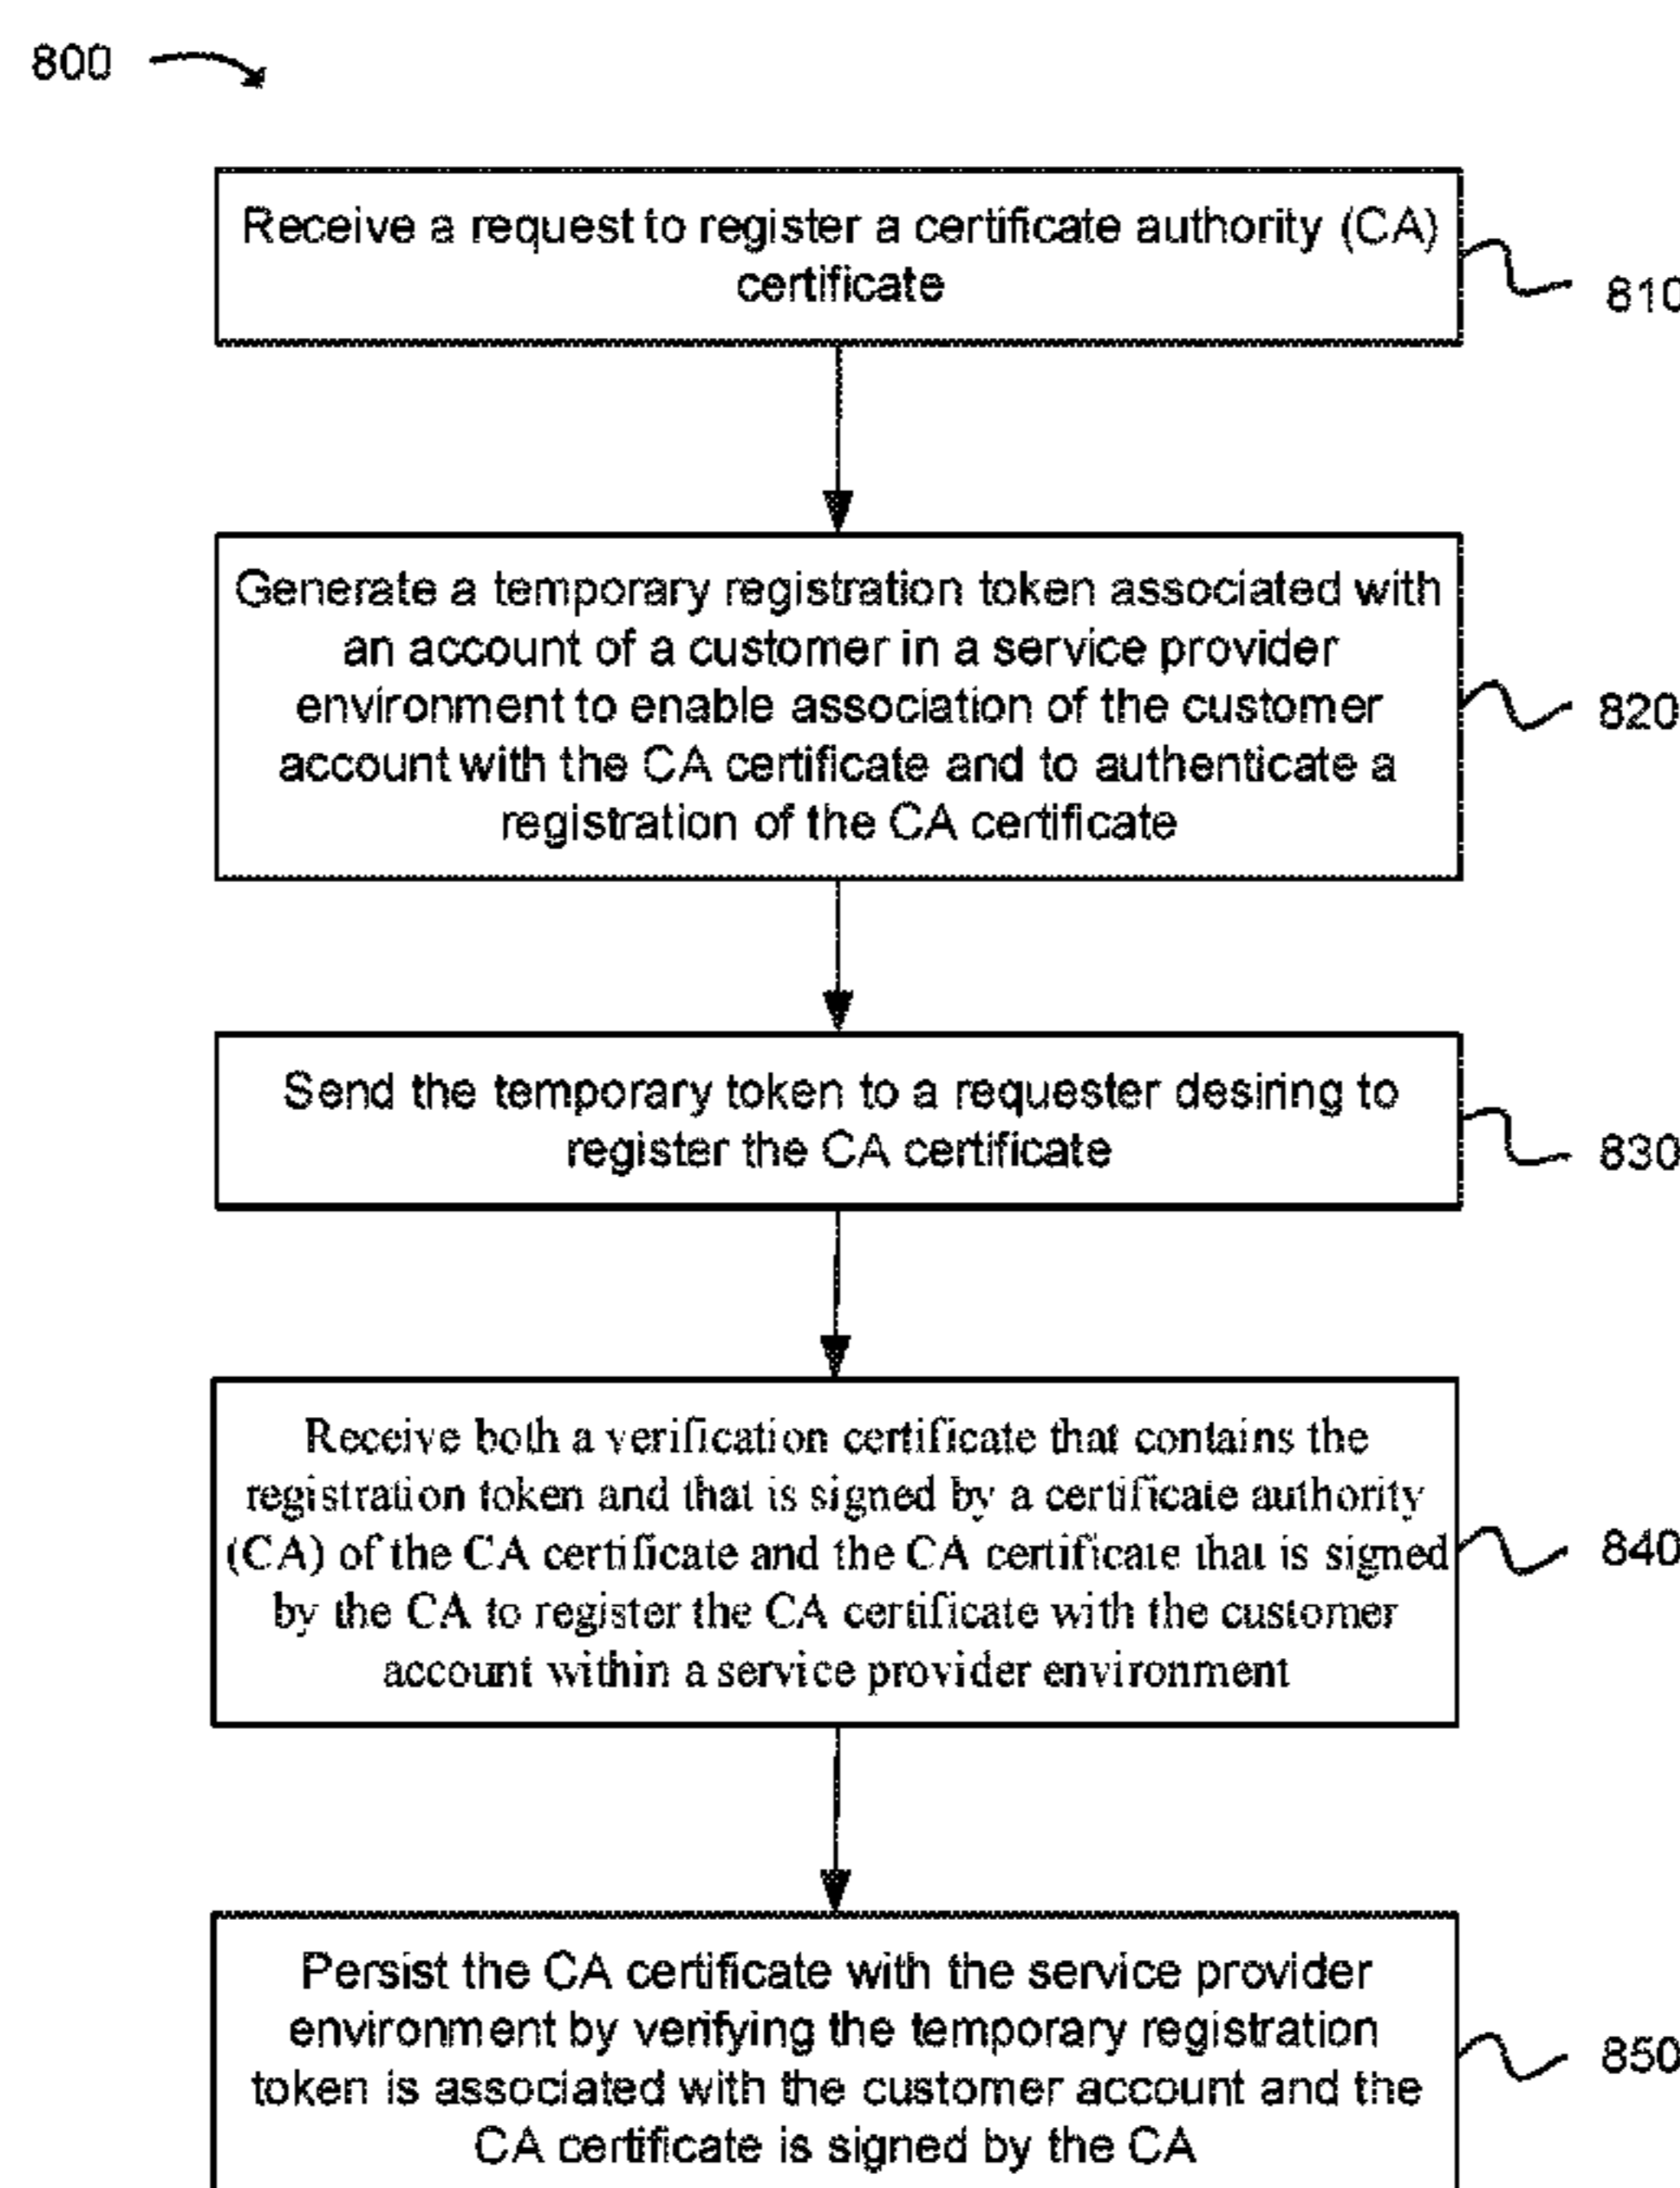 800
Receive a request to register a certificate authority (CA)
certificate
810
Generate a temporary registration token associated with
an account of a customer in a service provider
environment to enable association of the customer
account with the CA certificate and to authenticate a
registration of the CA certificate
820
Send the temporary token to a requester desiring to
register the CA certificate
830
Receive both a verification certificate that contains the
registration token and that is signed by a certificate authority
(CA) of the CA certificate and the CA certificate that is signed
by the CA to register the CA certificate with the customer
account within a service provider environment
840
Persist the CA certificate with the service provider
environment by verifying the temporary registration
token is associated with the customer account and the
CA certificate is signed by the CA
850